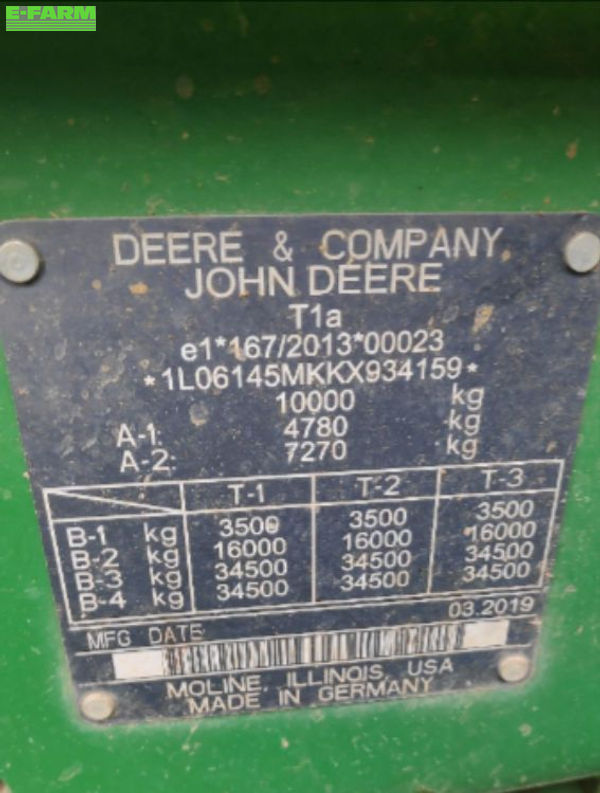 E-FARM
DEERE & COMPANY
JOHN DEERE
T1a
e1*167/2013*00023
*1L06145MKKX934159*
10000 kg
A-1: 4780 kg
A-2: 7270 kg
T-1 T-2 T-3
B-1 kg 3500 3500 3500
B-2 kg 16000 16000 16000
B-3 kg 34500 34500 34500
B-4 kg 34500 34500 34500
MFG DATE 03.2019
MOLINE, ILLINOIS, USA
MADE IN GERMANY